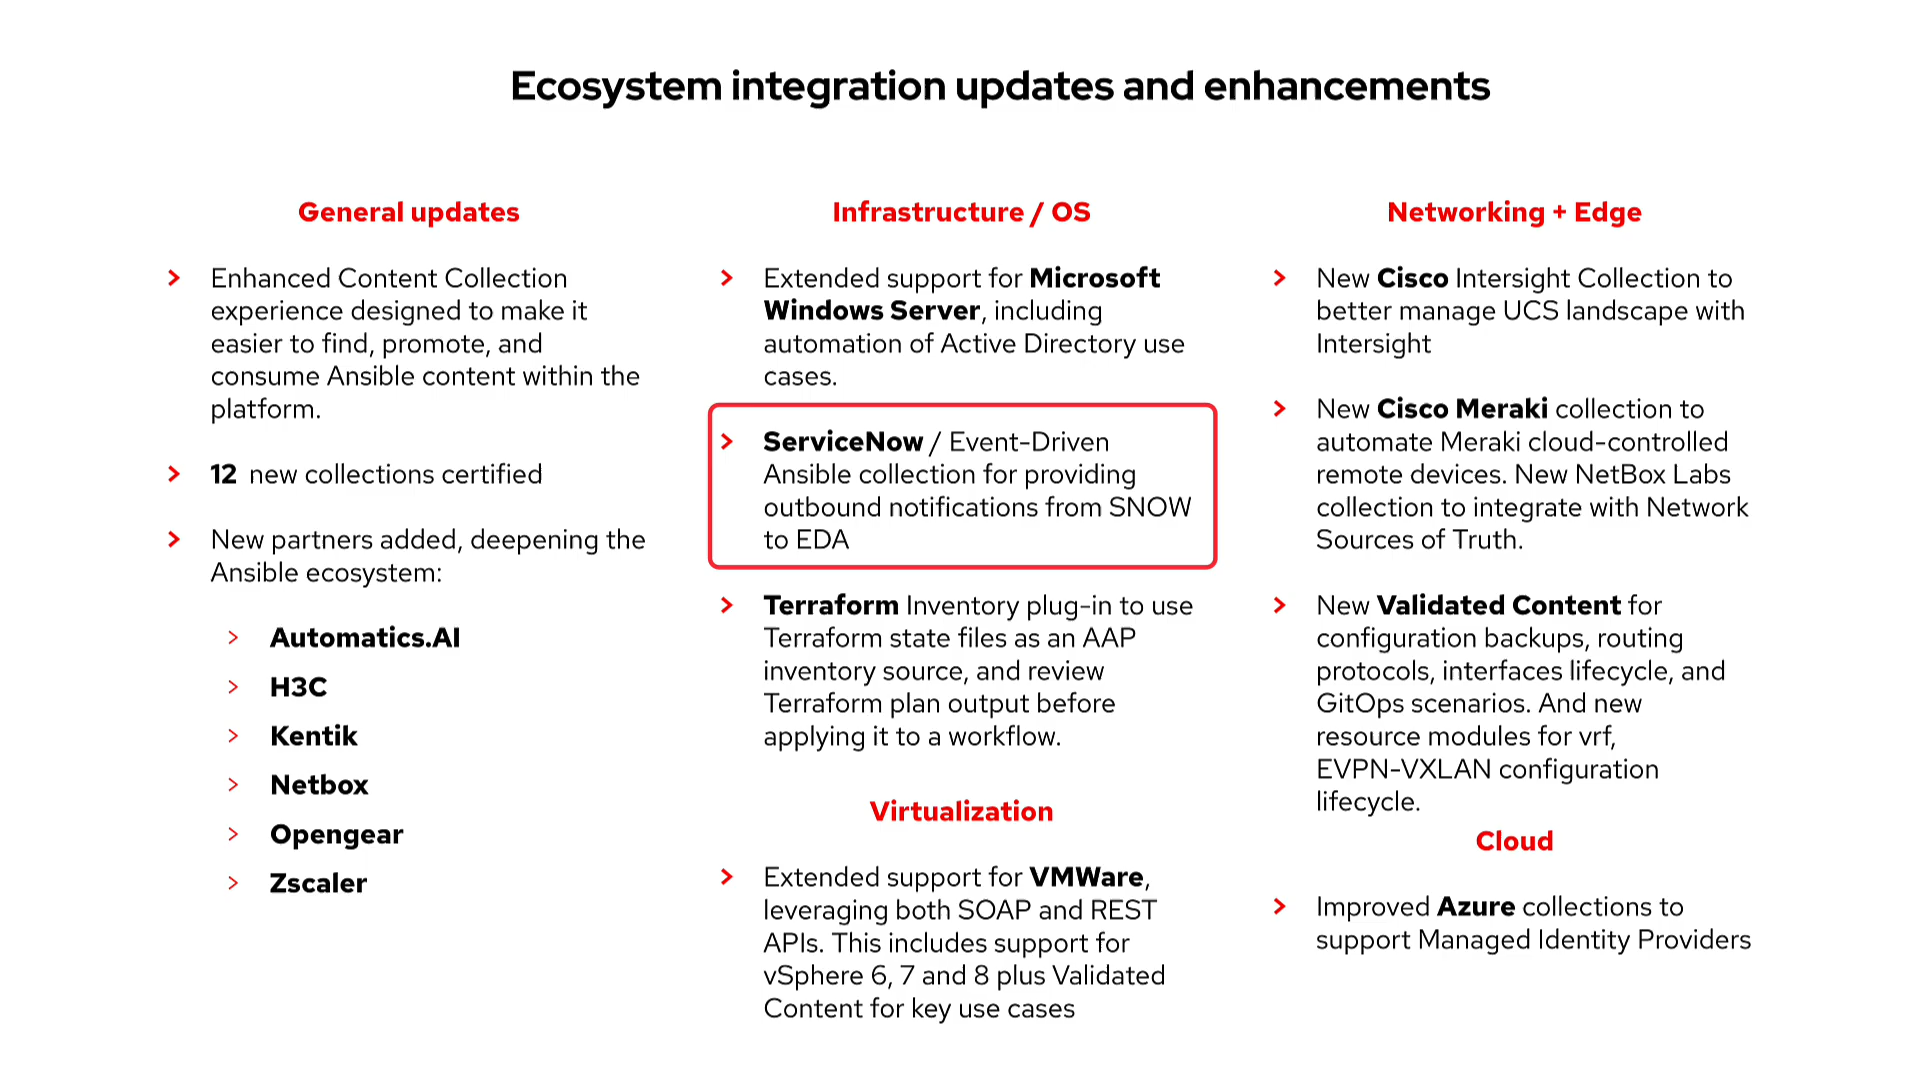 Ecosystem integration updates and enhancements
General updates
> Enhanced Content Collection
experience designed to make it
easier to find, promote, and
consume Ansible content within the
platform.
> 12 new collections certified
> New partners added, deepening the
Ansible ecosystem:
> Automatics.AI
> H3C
> Kentik
> Netbox
> Opengear
> Zscaler
Infrastructure / OS
> Extended support for Microsoft
Windows Server, including
automation of Active Directory use
cases.
> ServiceNow / Event-Driven
Ansible collection for providing
outbound notifications from SNOW
to EDA
> Terraform Inventory plug-in to use
Terraform state files as an AAP
inventory source, and review
Terraform plan output before
applying it to a workflow.
Virtualization
> Extended support for VMWare,
leveraging both SOAP and REST
APIs. This includes support for
vSphere 6, 7 and 8 plus Validated
Content for key use cases
Networking + Edge
> New Cisco Intersight Collection to
better manage UCS landscape with
Intersight
> New Cisco Meraki collection to
automate Meraki cloud-controlled
remote devices. New NetBox Labs
collection to integrate with Network
Sources of Truth.
> New Validated Content for
configuration backups, routing
protocols, interfaces lifecycle, and
GitOps scenarios. And new
resource modules for vrf,
EVPN-VXLAN configuration
lifecycle.
Cloud
> Improved Azure collections to
support Managed Identity Providers